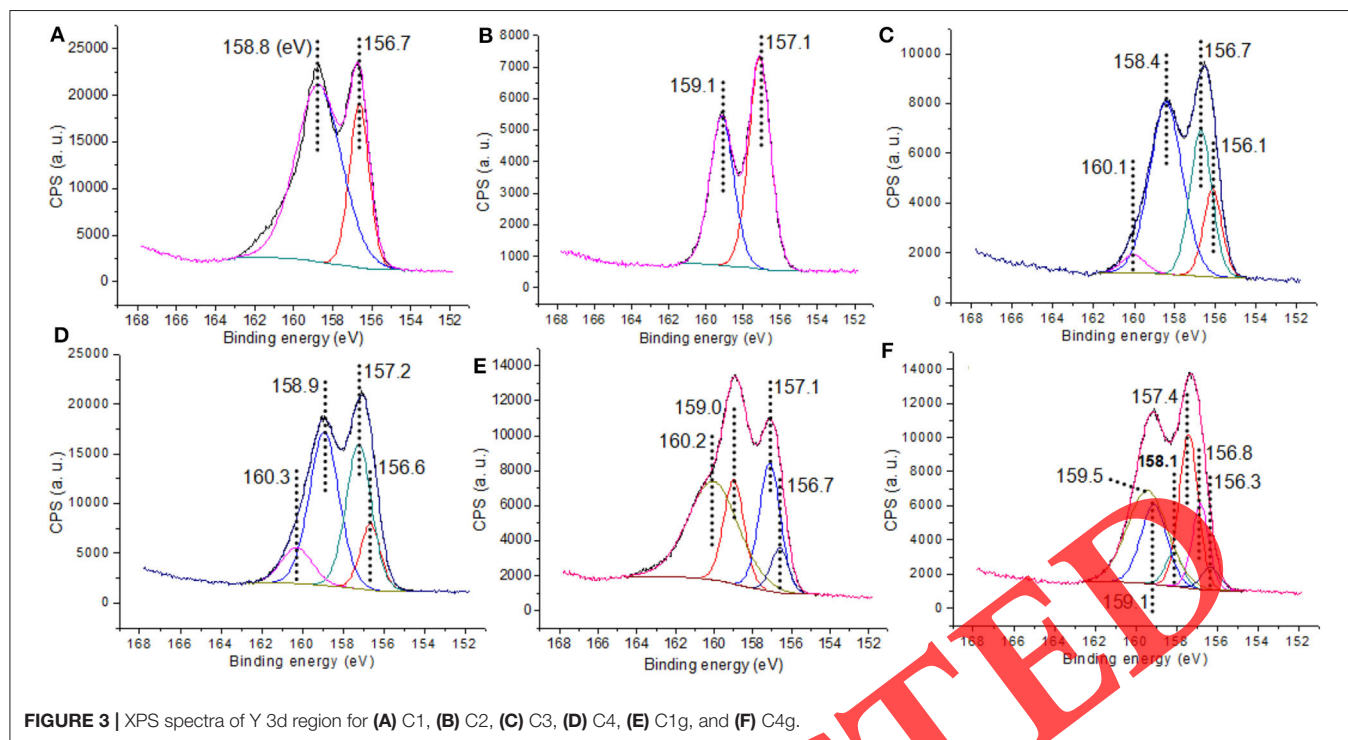 A
158.8 (eV)
156.7
CPS (a. u.)
25000
20000
15000
10000
5000
0
168 166 164 162 160 158 156 154 152
Binding energy (eV)
B
157.1
159.1
CPS (a. u.)
8000
7000
6000
5000
4000
3000
2000
1000
0
168 166 164 162 160 158 156 154 152
Binding energy (eV)
C
158.4
156.7
156.1
160.1
CPS (a. u.)
10000
8000
6000
4000
2000
0
168 166 164 162 160 158 156 154 152
Binding energy (eV)
D
158.9
157.2
160.3
156.6
CPS (a. u.)
25000
20000
15000
10000
5000
0
168 166 164 162 160 158 156 154 152
Binding energy (eV)
E
159.0
157.1
160.2
156.7
CPS (a. u.)
14000
12000
10000
8000
6000
4000
2000
0
168 166 164 162 160 158 156 154 152
Binding energy (eV)
F
157.4
158.1
156.8
159.5
156.3
159.1
CPS (a. u.)
14000
12000
10000
8000
6000
4000
2000
0
168 166 164 162 160 158 156 154 152
Binding energy (eV)
TED
FIGURE 3 | XPS spectra of Y 3d region for (A) C1, (B) C2, (C) C3, (D) C4, (E) C1g, and (F) C4g.